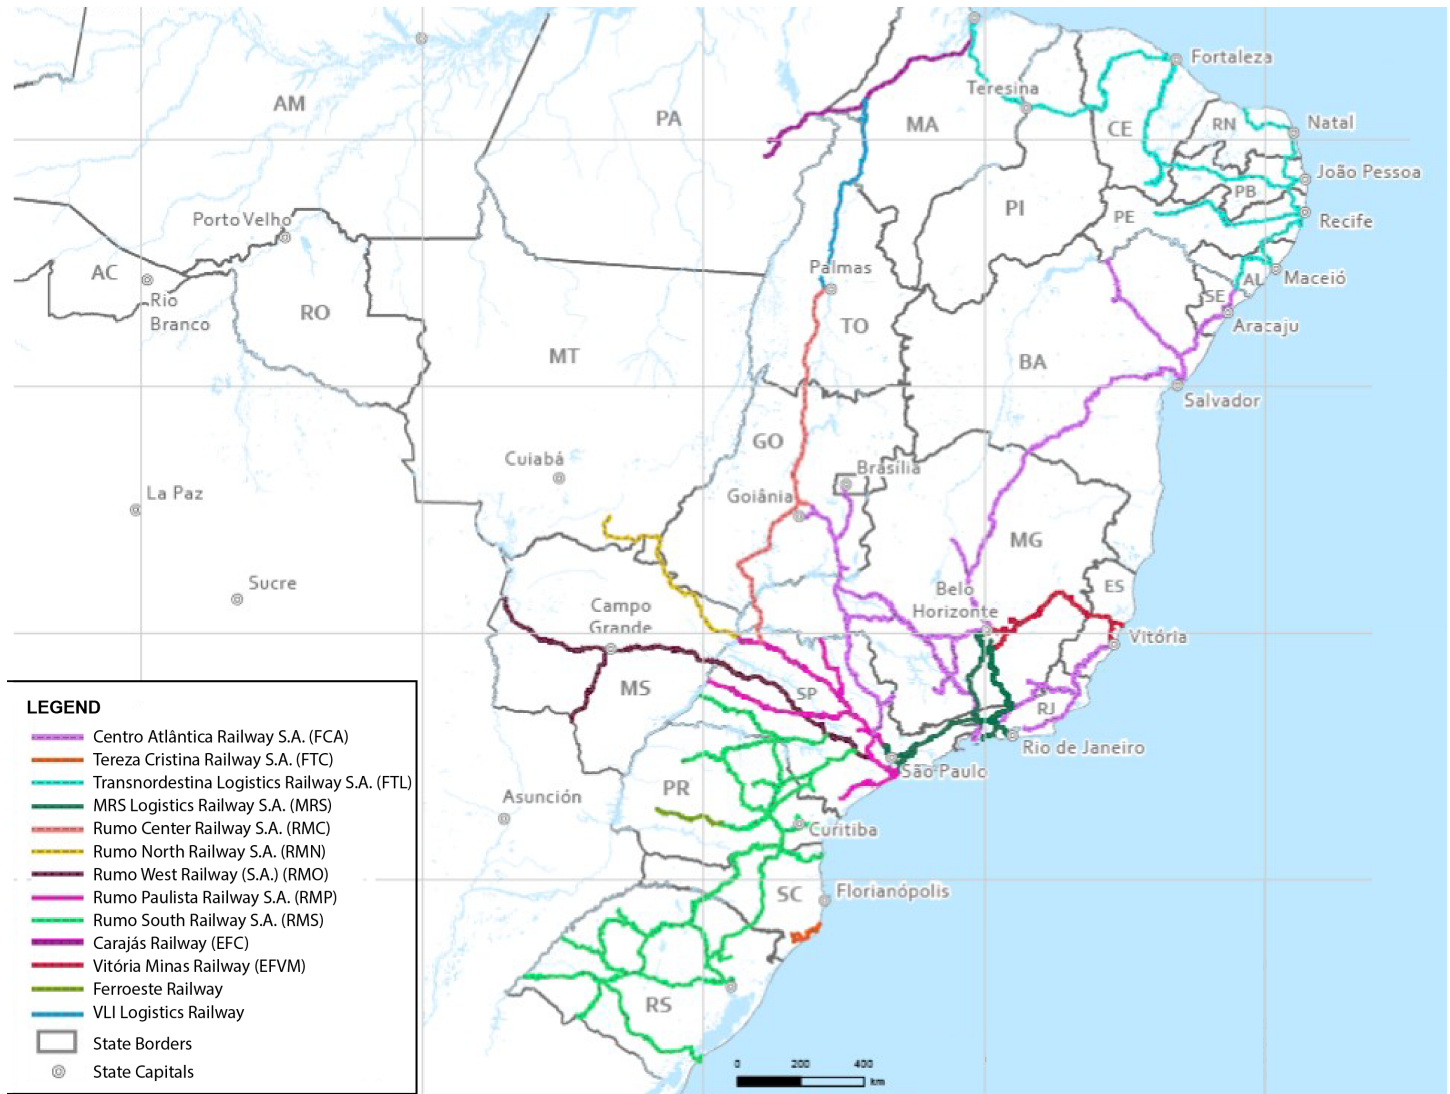 Fortaleza
Teresina
AM
PA
MA
CE
RN
Natal
João Pessoa
PB
PI
PE
Recife
Porto Velho
AC
Rio
Branco
RO
Palmas
TO
AL
Maceió
SE
Aracaju
MT
BA
Salvador
GO
Cuiabá
Brasília
Goiânia
La Paz
MG
Sucre
Belo
Horizonte
ES
Campo
Grande
Vitória
MS
SP
RJ
Rio de Janeiro
São Paulo
PR
Asunción
Curitiba
SC
Florianópolis
RS
LEGEND
Centro Atlântica Railway S.A. (FCA)
Tereza Cristina Railway S.A. (FTC)
Transnordestina Logistics Railway S.A. (FTL)
MRS Logistics Railway S.A. (MRS)
Rumo Center Railway S.A. (RMC)
Rumo North Railway S.A. (RMN)
Rumo West Railway (S.A.) (RMO)
Rumo Paulista Railway S.A. (RMP)
Rumo South Railway S.A. (RMS)
Carajás Railway (EFC)
Vitória Minas Railway (EFVM)
Ferroeste Railway
VLI Logistics Railway
State Borders
State Capitals
0 200 400
km